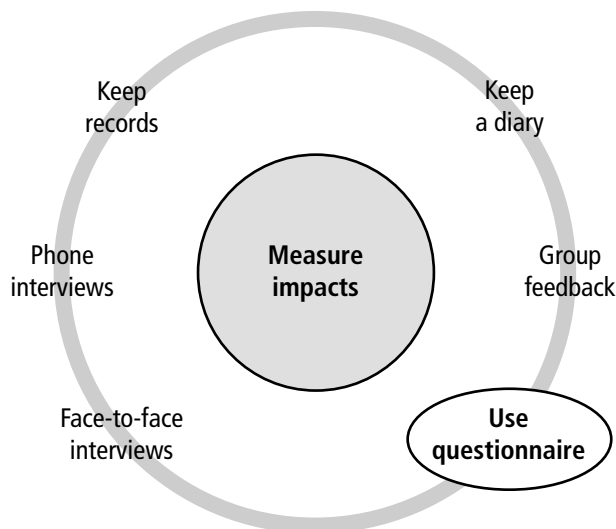 Keep
records
Keep
a diary
Phone
interviews
Measure
impacts
Group
feedback
Face-to-face
interviews
Use
questionnaire